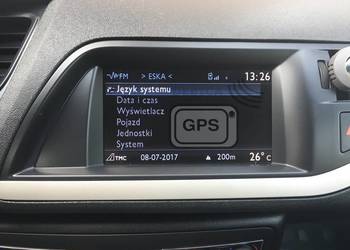 FM > ESKA < 13:26
Język systemu
Data i czas
Wyświetlacz
Pojazd
Jednostki
System
GPS
TMC 08-07-2017 200m 26°C